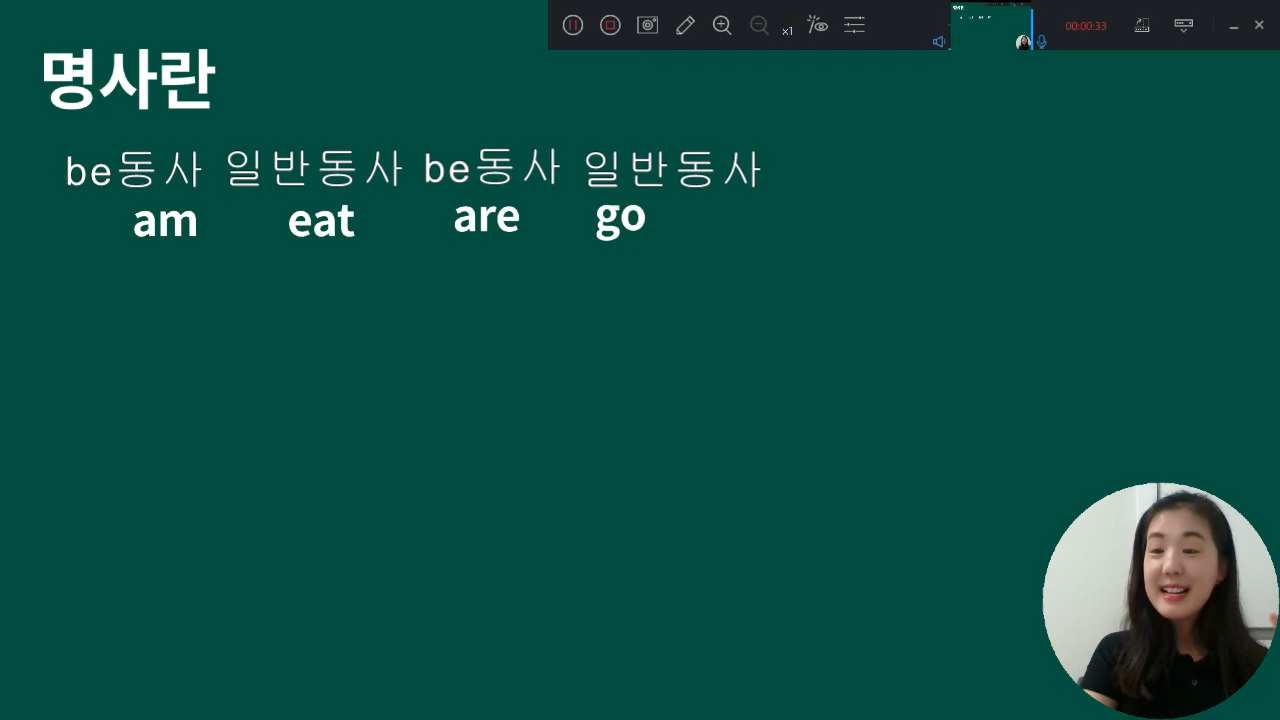 x1
00:00:33
명사란
be동사 일반동사 be동사 일반동사
am eat are go